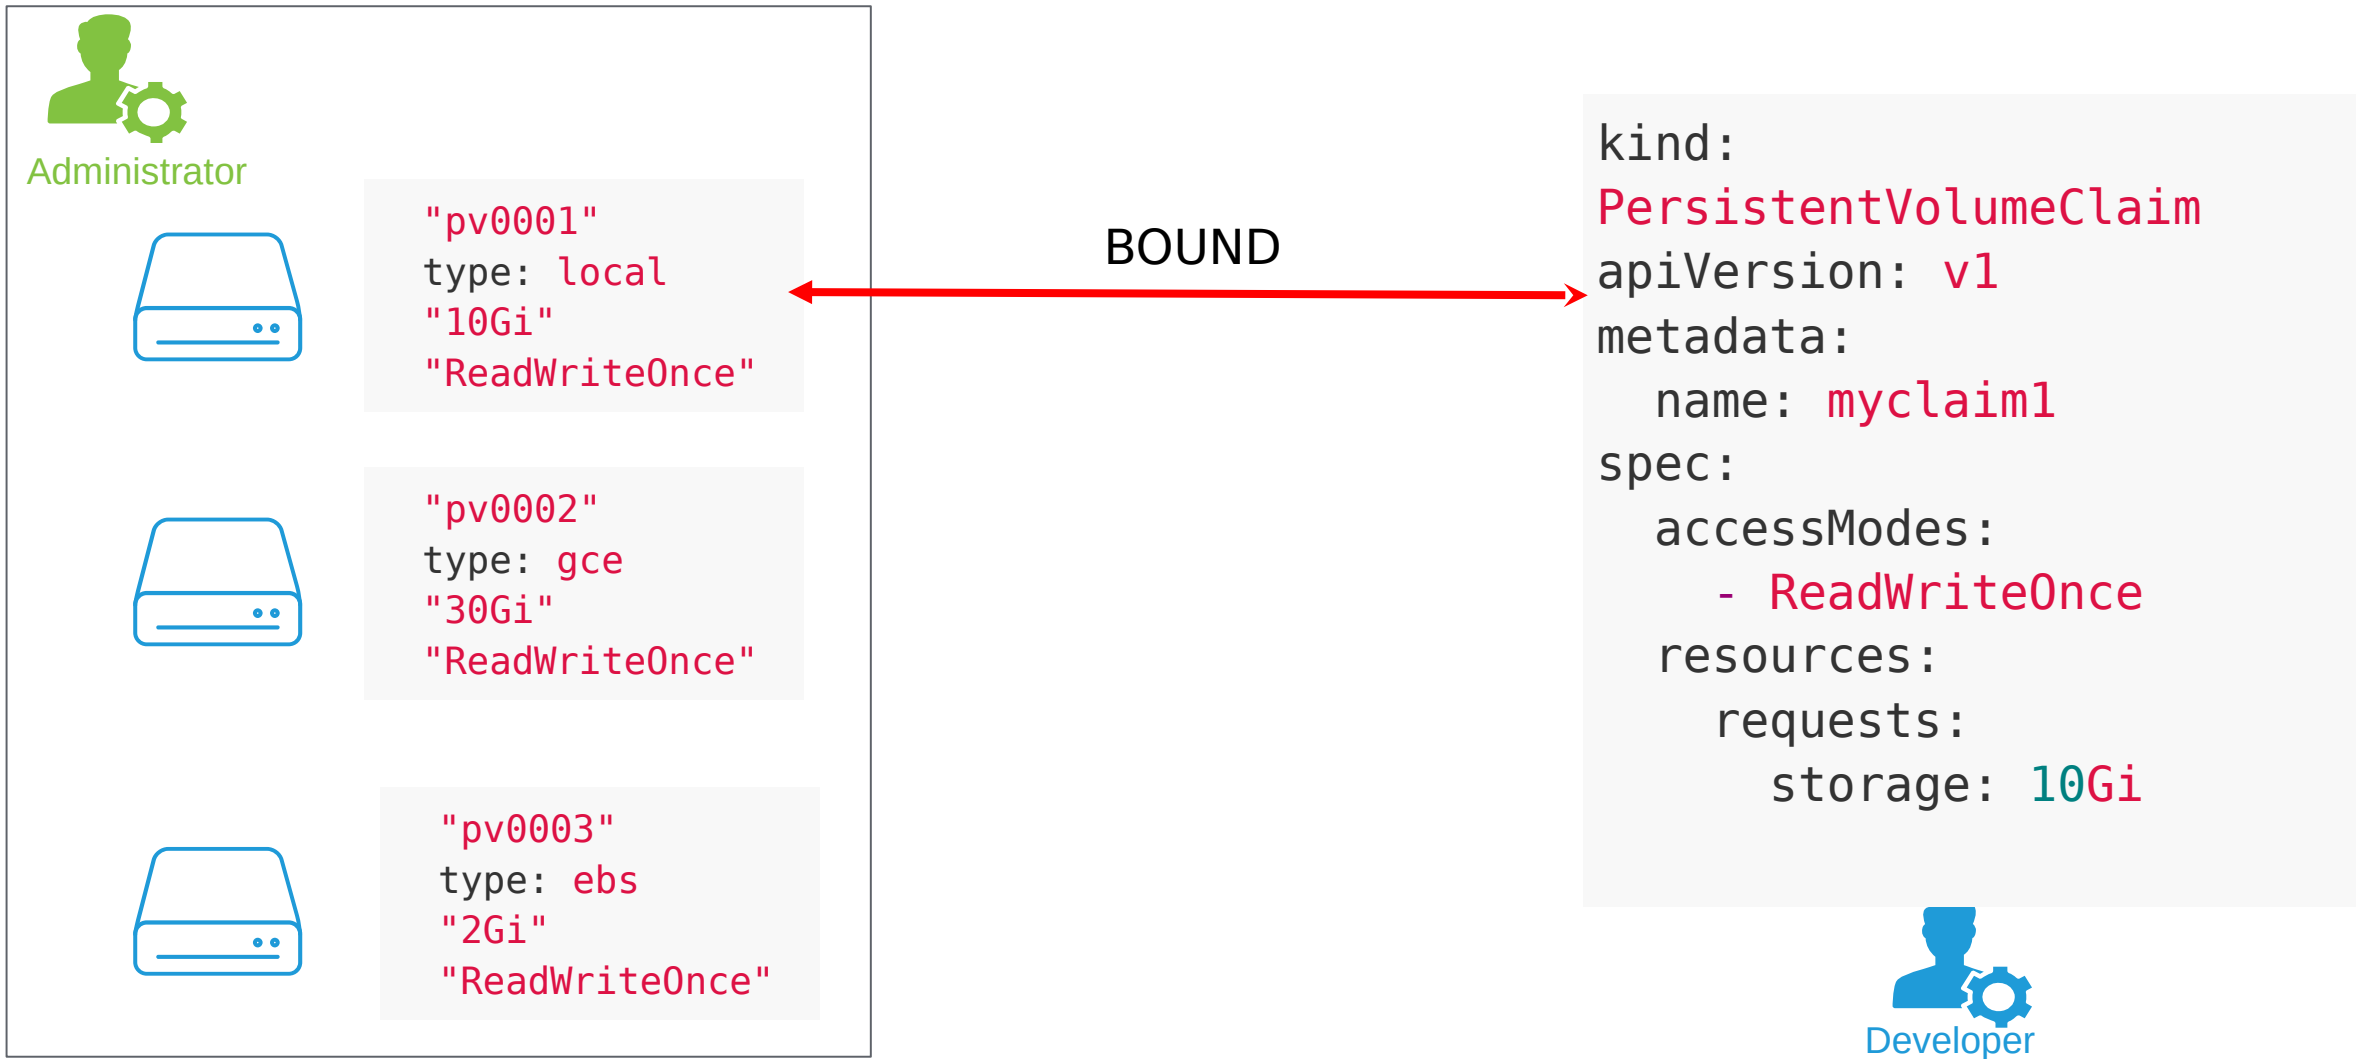 Administrator
"pv0001"
type: local
"10Gi"
"ReadWriteOnce"
"pv0002"
type: gce
"30Gi"
"ReadWriteOnce"
"pv0003"
type: ebs
"2Gi"
"ReadWriteOnce"
BOUND
kind:
PersistentVolumeClaim
apiVersion: v1
metadata:
  name: myclaim1
spec:
  accessModes:
    - ReadWriteOnce
  resources:
    requests:
      storage: 10Gi
Developer